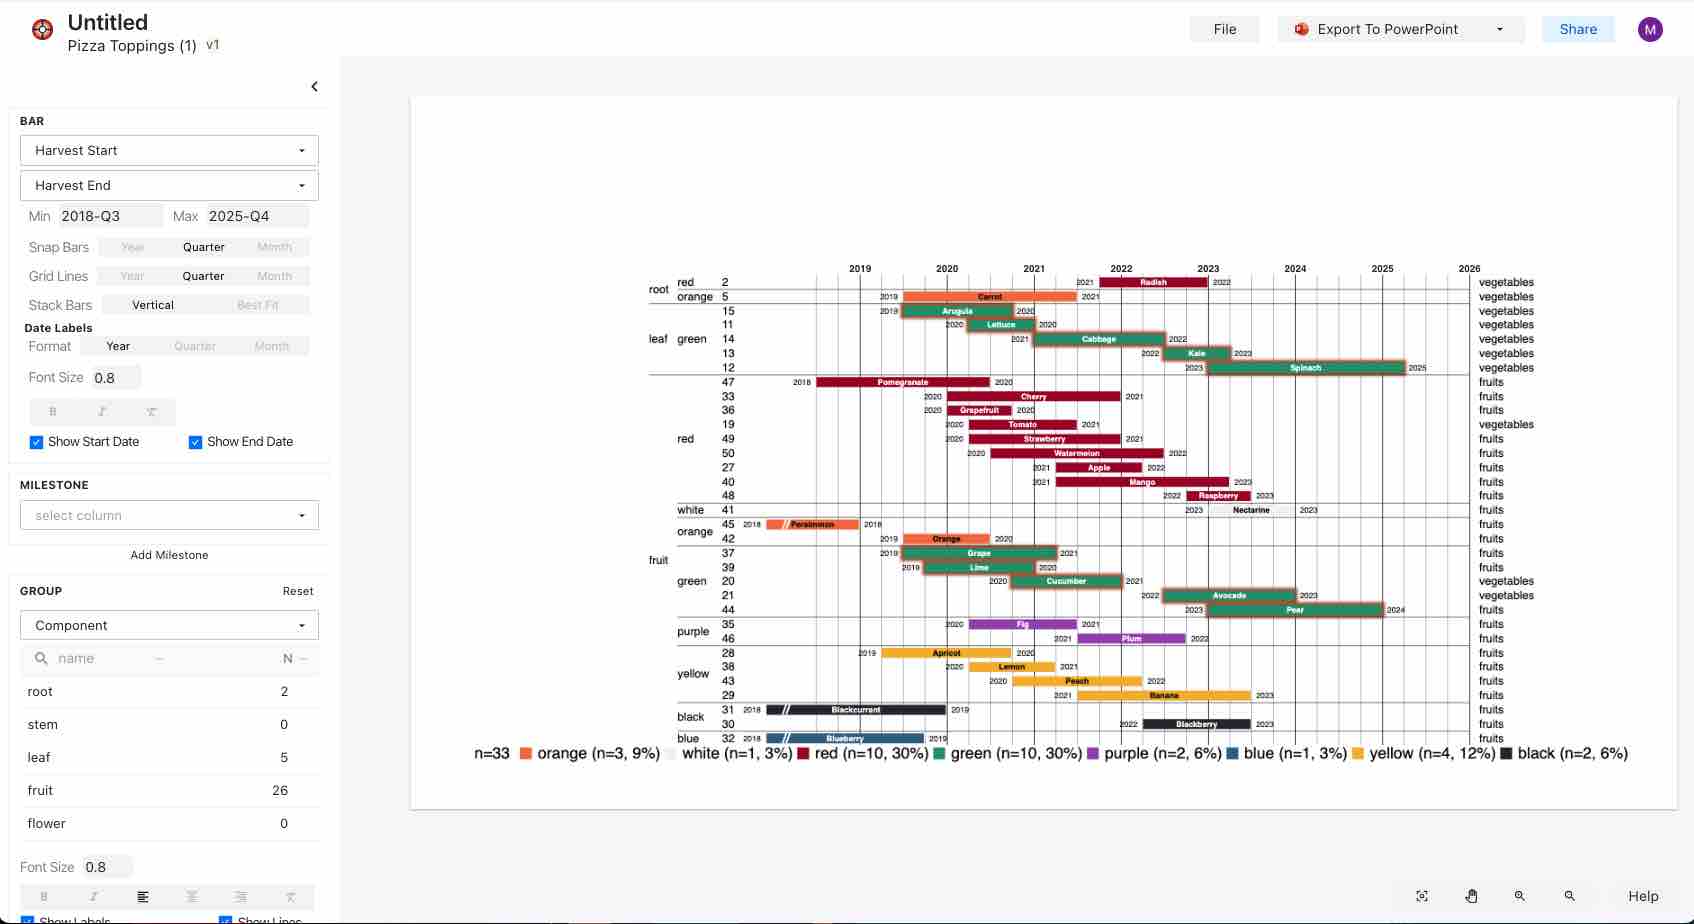 Untitled
Pizza Toppings (1) v1
File
Export To PowerPoint
Share
M
BAR
Harvest Start
Harvest End
Min 2018-Q3 Max 2025-Q4
Snap Bars Year Quarter Month
Grid Lines Year Quarter Month
Stack Bars Vertical Best Fit
Date Labels
Format Year Quarter Month
Font Size 0.8
B I T
Show Start Date Show End Date
MILESTONE
select column
Add Milestone
GROUP Reset
Component
name – N –
root 2
stem 0
leaf 5
fruit 26
flower 0
Font Size 0.8
B I T
Show Labels Show Lines
2019 2020 2021 2022 2023 2024 2025 2026
root red 2 2021 Radish 2022 vegetables
orange 5 2019 Carrot 2021 vegetables
15 2019 Arugula 2020 vegetables
11 2020 Lettuce 2020 vegetables
leaf green 14 2021 Cabbage 2022 vegetables
13 2022 Kale 2023 vegetables
12 2023 Spinach 2025 vegetables
47 2018 Pomegranate 2020 fruits
33 2020 Cherry 2021 fruits
36 2020 Grapefruit 2020 fruits
19 2020 Tomato 2021 vegetables
red 49 2020 Strawberry 2021 fruits
50 2020 Watermelon 2022 fruits
27 2021 Apple 2022 fruits
40 2021 Mango 2023 fruits
48 2022 Raspberry 2023 fruits
white 41 2023 Nectarine 2023 fruits
orange 45 2018 // Persimmon 2018 fruits
42 2019 Orange 2020 fruits
fruit 37 2019 Grape 2021 fruits
39 2019 Lime 2020 fruits
green 20 2020 Cucumber 2021 vegetables
21 2022 Avocado 2023 vegetables
44 2023 Pear 2024 fruits
purple 35 2020 Fig 2021 fruits
46 2021 Plum 2022 fruits
28 2019 Apricot 2020 fruits
38 2020 Lemon 2021 fruits
yellow 43 2020 Peach 2022 fruits
29 2021 Banana 2023 fruits
black 31 2018 // Blackcurrant 2019 fruits
30 2022 Blackberry 2023 fruits
blue 32 2018 // Blueberry 2019 fruits
n=33 orange (n=3, 9%) white (n=1, 3%) red (n=10, 30%) green (n=10, 30%) purple (n=2, 6%) blue (n=1, 3%) yellow (n=4, 12%) black (n=2, 6%)
Help